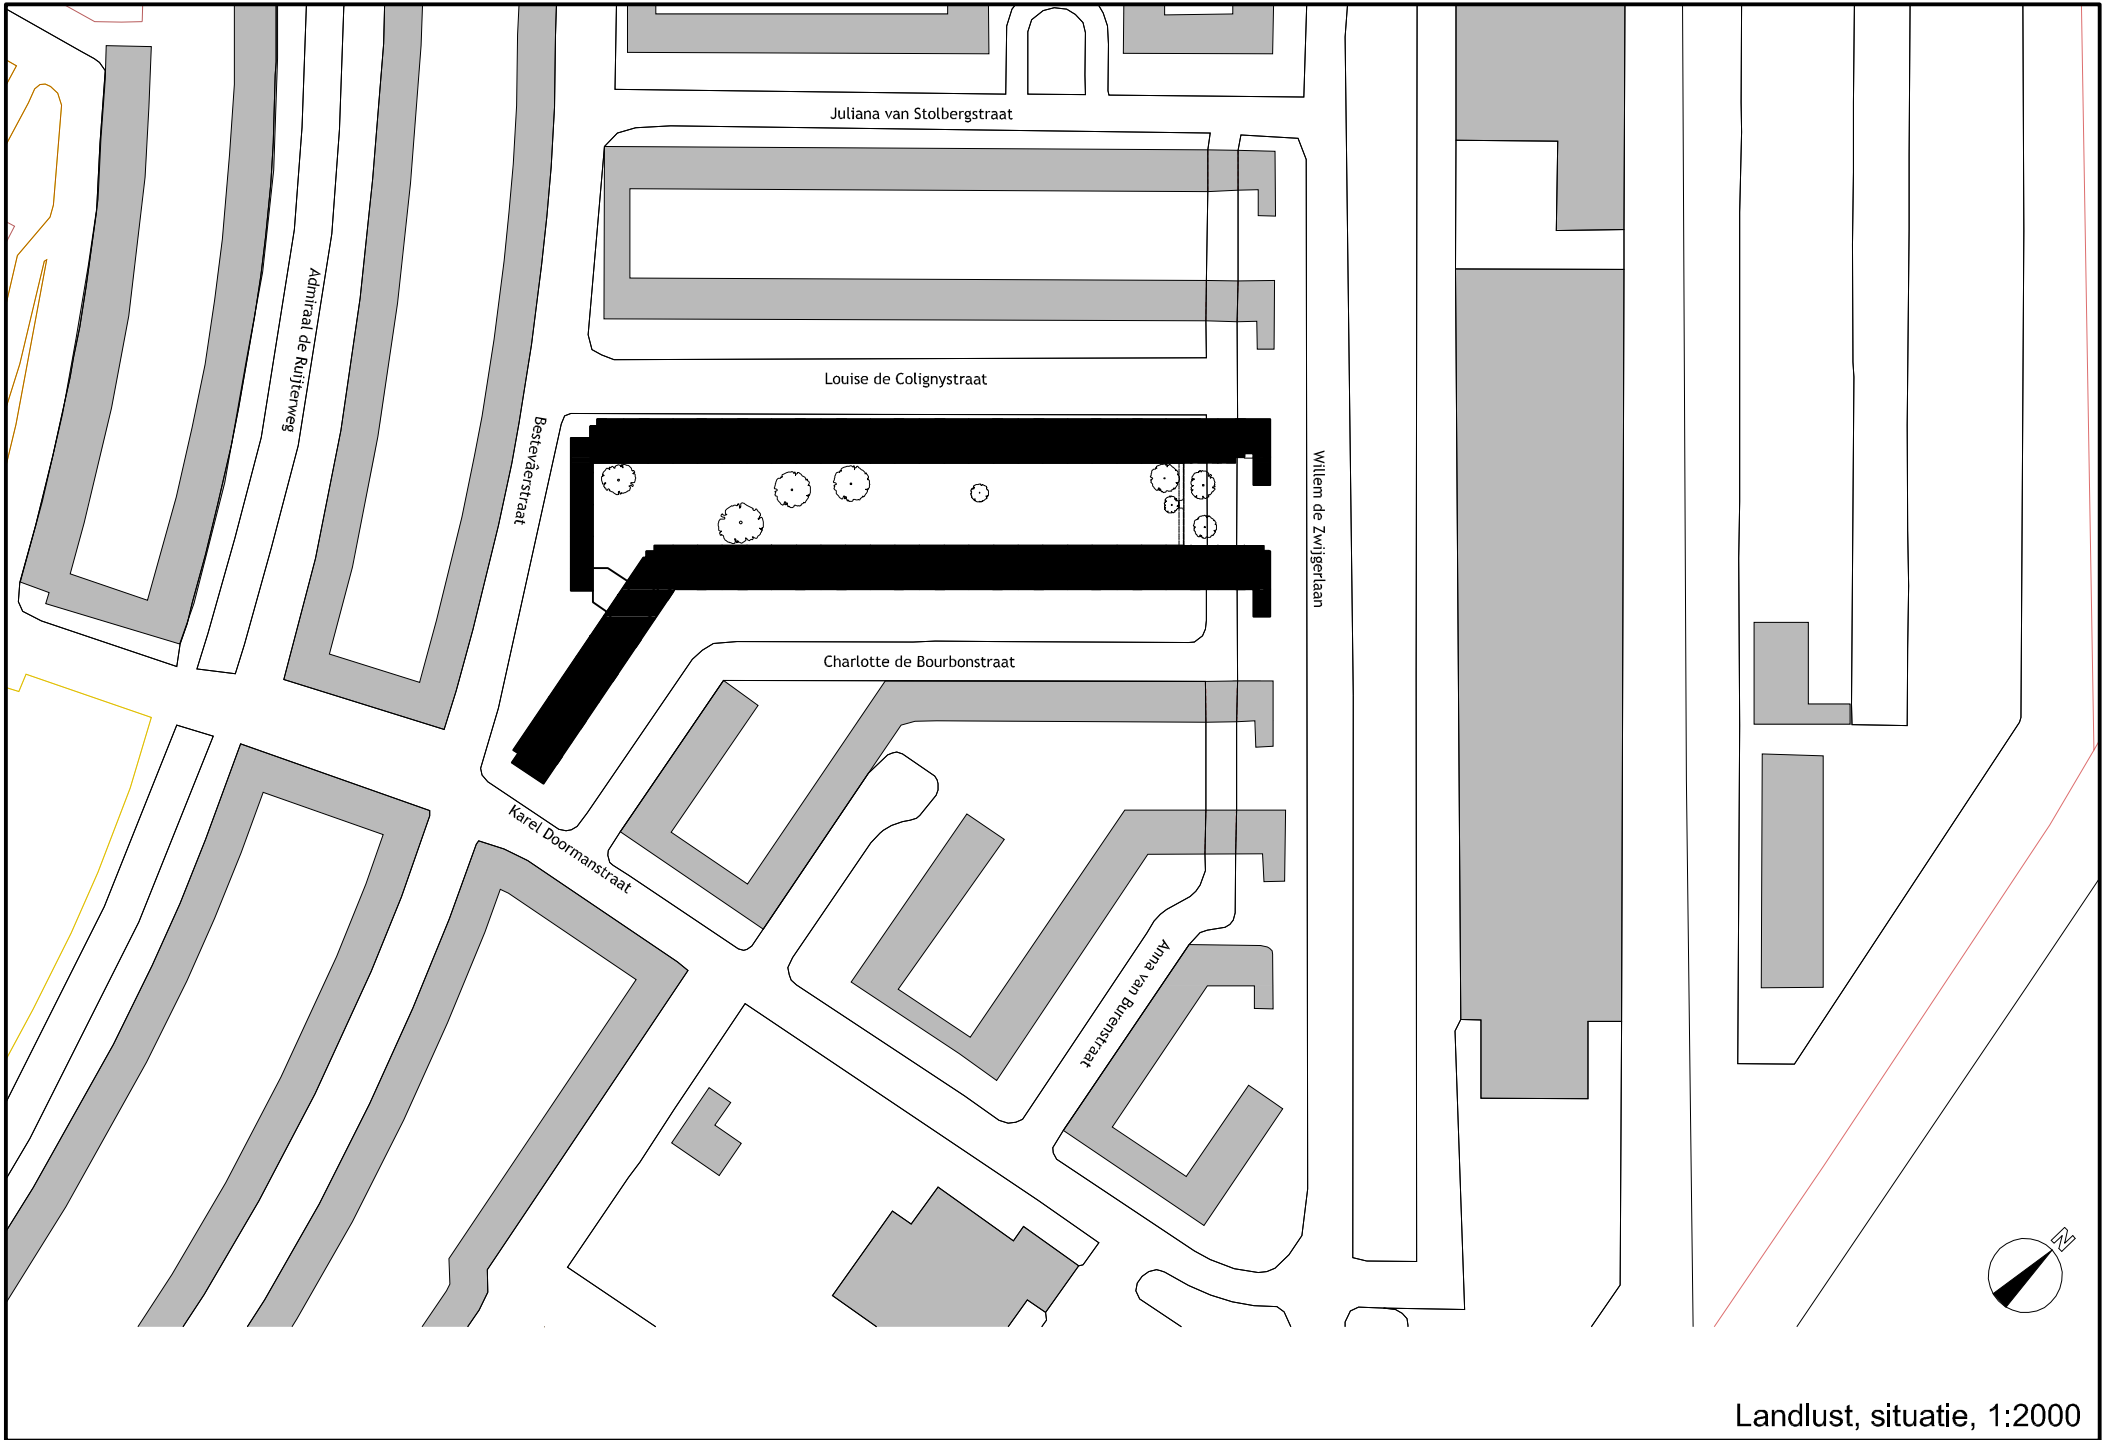 Juliana van Stolbergstraat
Admiraal de Ruijterweg
Louise de Colignystraat
Bestevâerstraat
Willem de Zwijgerlaan
Charlotte de Bourbonstraat
Karel Doormanstraat
Anna van Burenstraat
N
Landlust, situatie, 1:2000